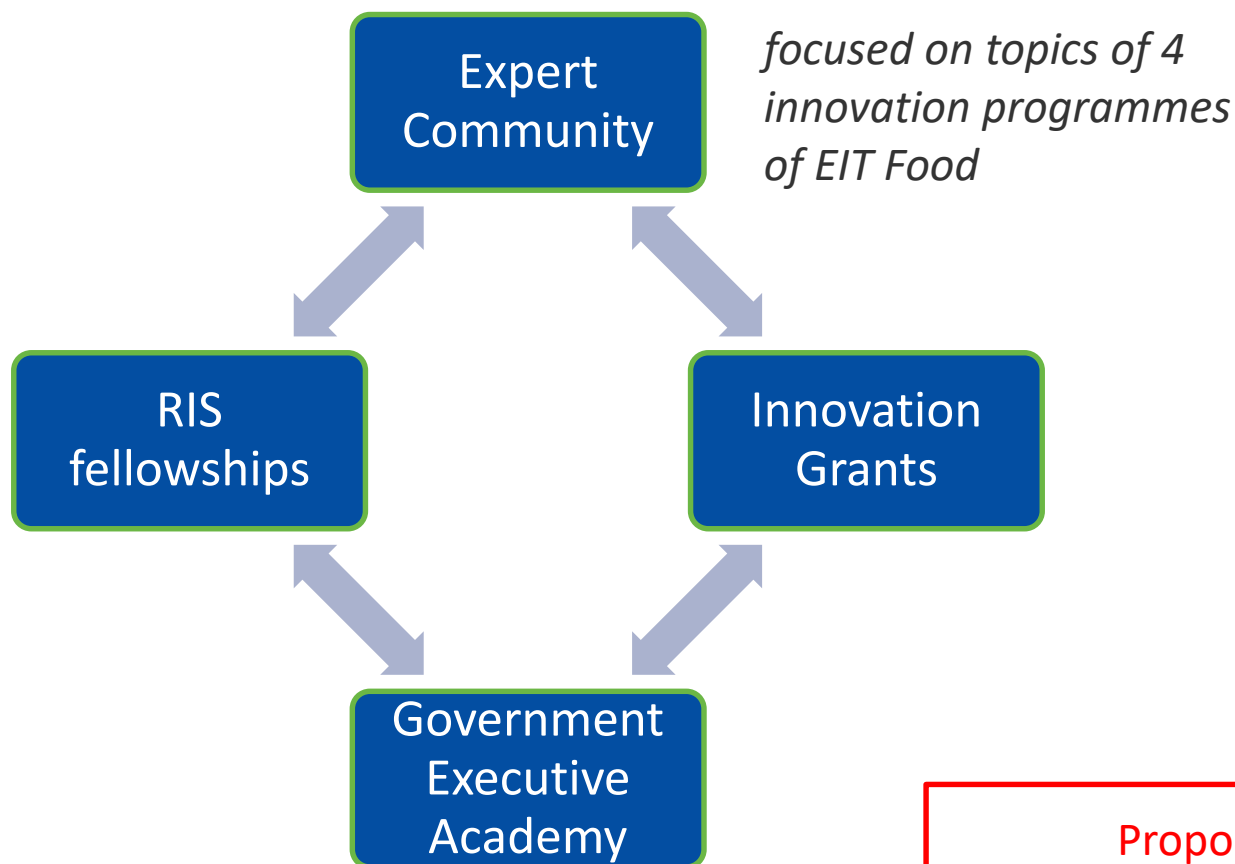 Expert
Community
focused on topics of 4
innovation programmes
of EIT Food
RIS
fellowships
Innovation
Grants
Government
Executive
Academy